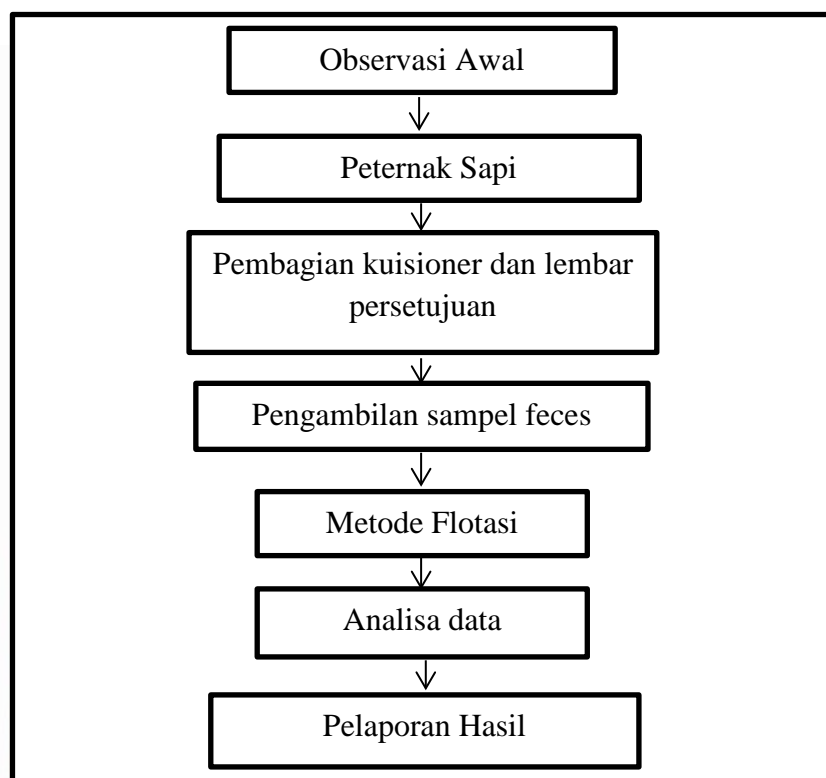 Observasi Awal
Peternak Sapi
Pembagian kuisioner dan lembar
persetujuan
Pengambilan sampel feces
Metode Flotasi
Analisa data
Pelaporan Hasil